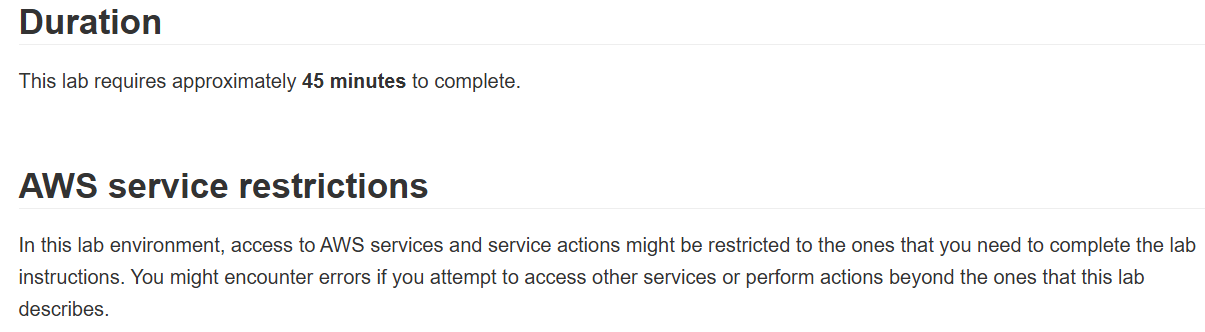 Duration
This lab requires approximately 45 minutes to complete.
AWS service restrictions
In this lab environment, access to AWS services and service actions might be restricted to the ones that you need to complete the lab
instructions. You might encounter errors if you attempt to access other services or perform actions beyond the ones that this lab
describes.